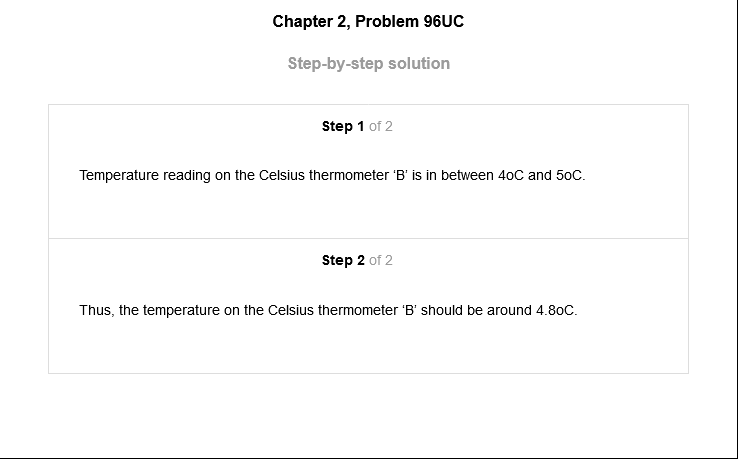 Chapter 2, Problem 96UC
Step-by-step solution
Step 1 of 2
Temperature reading on the Celsius thermometer ‘B’ is in between 4oC and 5oC.
Step 2 of 2
Thus, the temperature on the Celsius thermometer ‘B’ should be around 4.8oC.